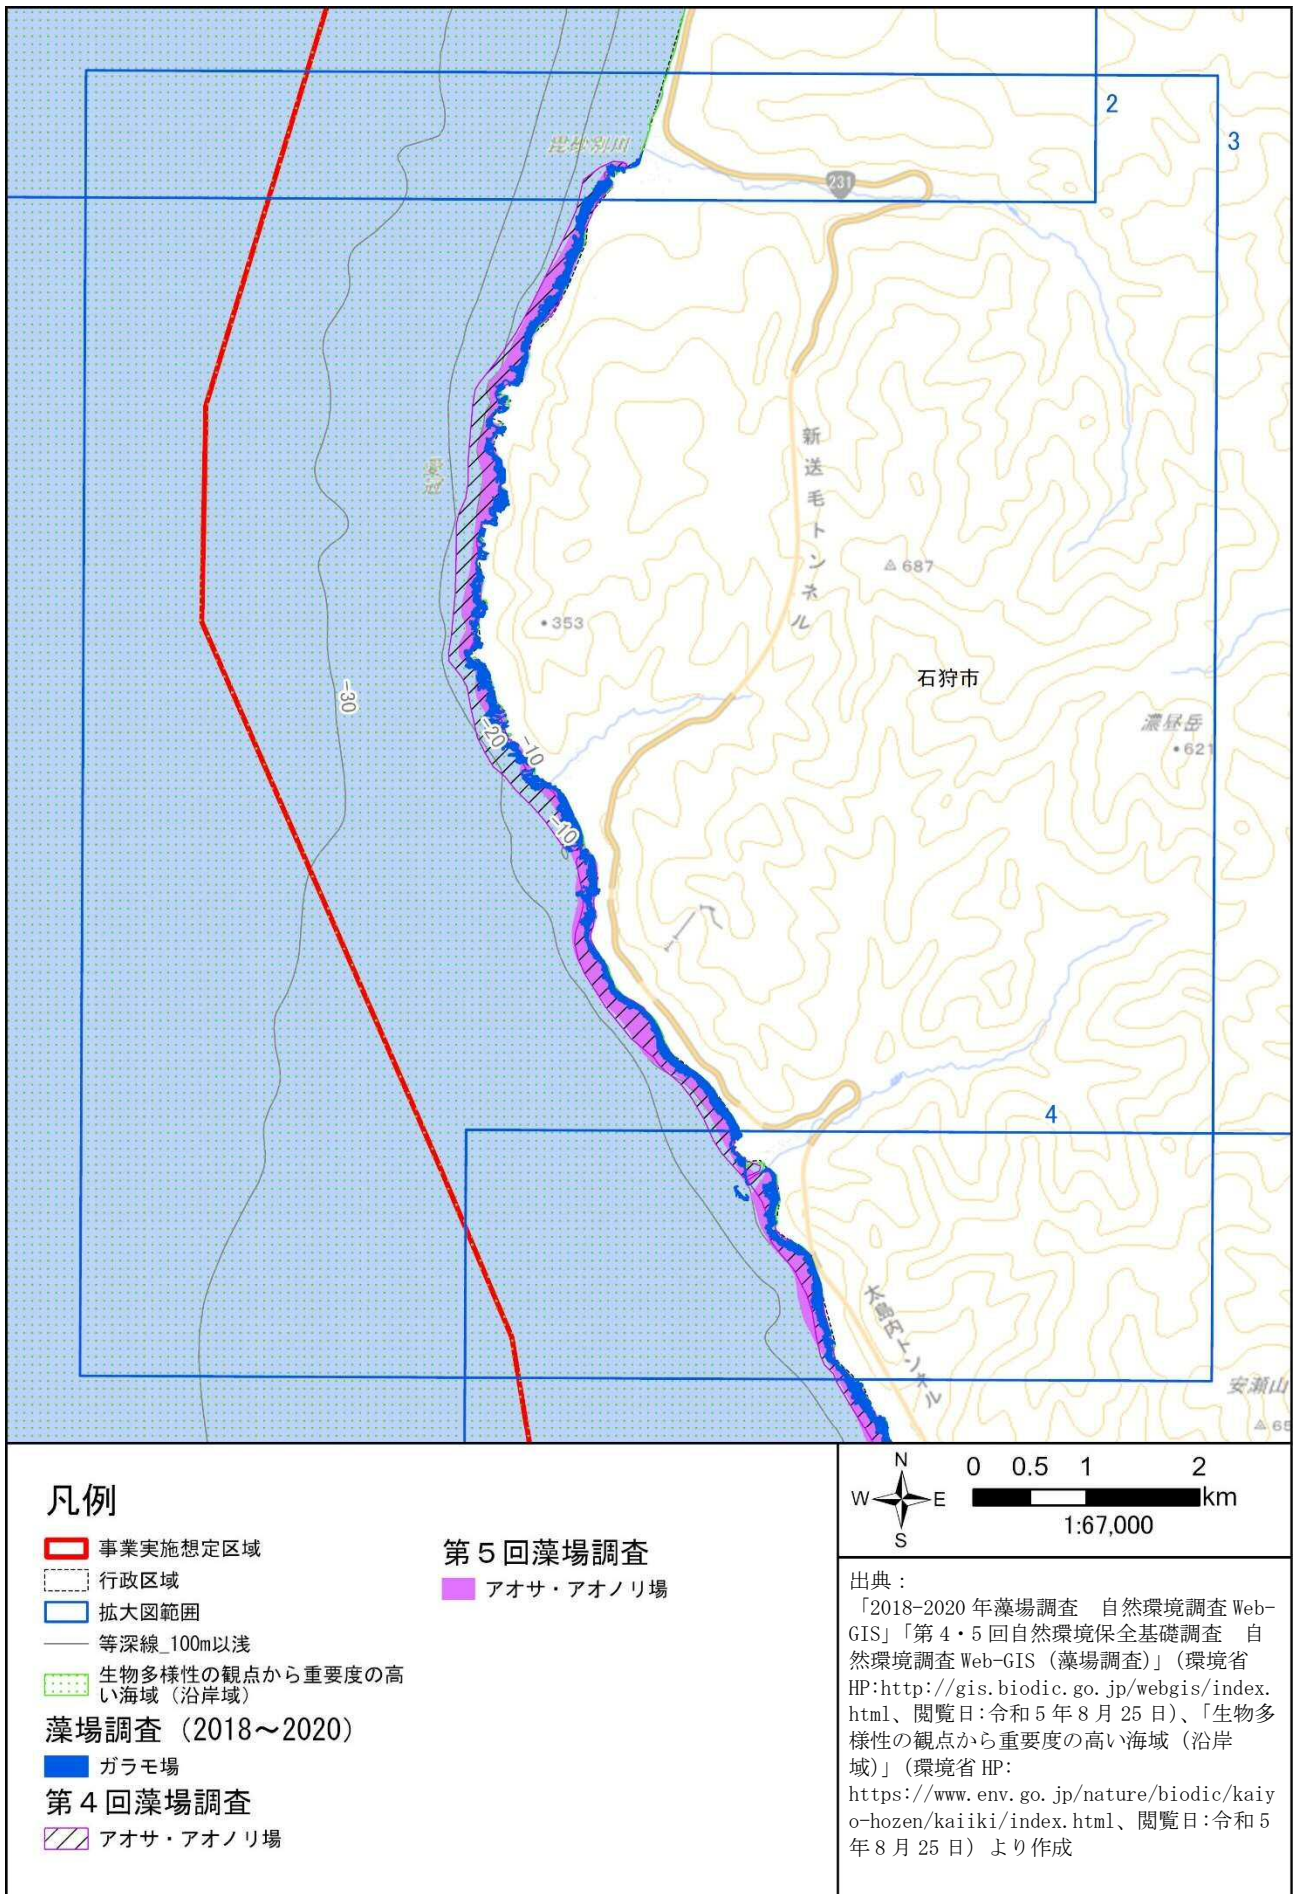 2
3
毘砂別川
231
新送毛トンネル
687
353
石狩市
濃昼岳
621
-30
-20
-10
-10
4
太島内トンネル
安瀬山
凡例
事業実施想定区域
行政区域
拡大図範囲
等深線_100m以浅
生物多様性の観点から重要度の高
い海域（沿岸域）
藻場調査（2018～2020）
ガラモ場
第４回藻場調査
アオサ・アオノリ場
第５回藻場調査
アオサ・アオノリ場
N
W E
S
0 0.5 1 2
km
1:67,000
出典：
「2018-2020 年藻場調査　自然環境調査 Web-
GIS」「第 4・5 回自然環境保全基礎調査　自
然環境調査 Web-GIS（藻場調査）」（環境省
HP:http://gis.biodic.go.jp/webgis/index.
html、閲覧日:令和 5 年 8 月 25 日）、「生物多
様性の観点から重要度の高い海域（沿岸
域）」（環境省 HP:
https://www.env.go.jp/nature/biodic/kaiy
o-hozen/kaiiki/index.html、閲覧日:令和 5
年 8 月 25 日）より作成